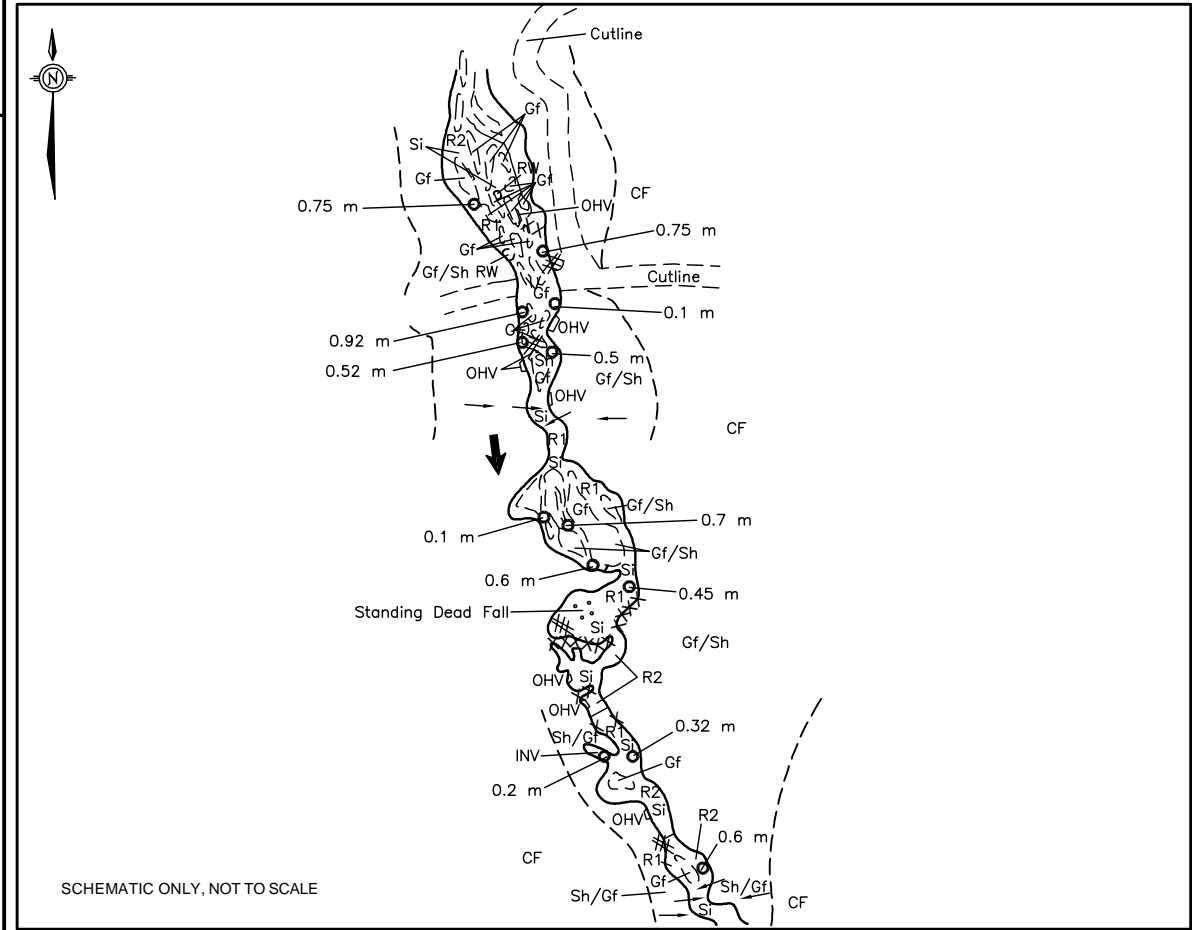 Cutline
N
Gf
R2
Si
RW
Gf
Gf
CF
OHV
0.75 m
R1
0.75 m
Gf
Gf/Sh RW
Cutline
Gf
0.1 m
OHV
0.92 m
0.5 m
Sh
0.52 m
OHV
Gf
Gf/Sh
OHV
Si
CF
R1
Si
R1
Gf/Sh
Gf
0.7 m
0.1 m
Gf/Sh
Si
0.6 m
R1
0.45 m
Standing Dead Fall
Si
Gf/Sh
OHV
Si
R2
OHV
R1
Sh/Gf
Si
0.32 m
INV
Gf
0.2 m
R2
Si
OHV
R2
0.6 m
CF
R1
Gf
Sh/Gf
SCHEMATIC ONLY, NOT TO SCALE
Sh/Gf
CF
Si